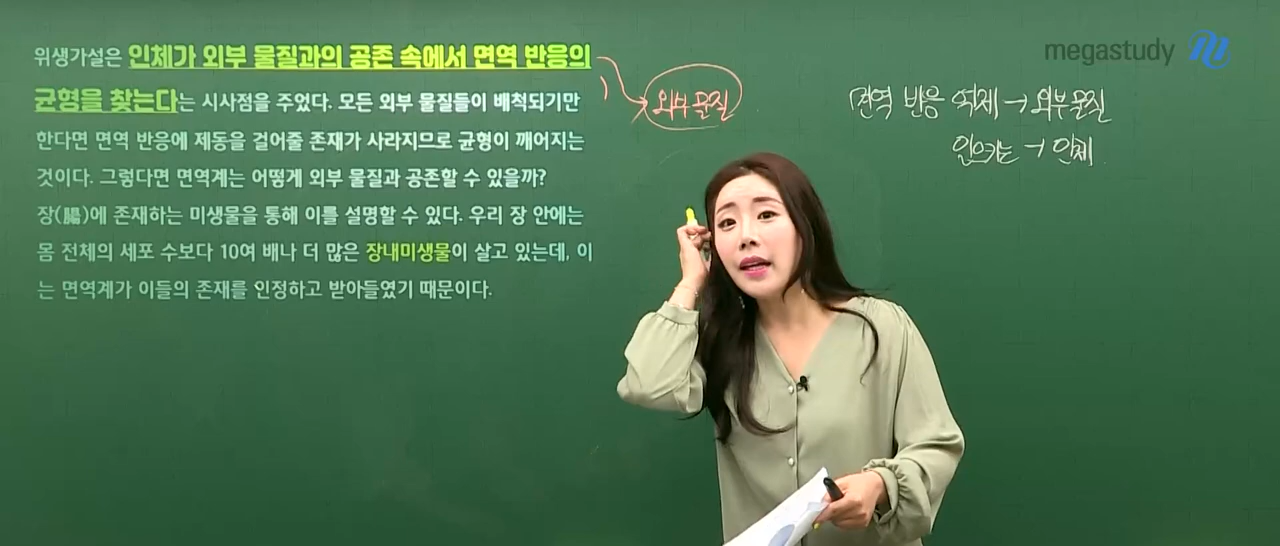 위생가설은 인체가 외부 물질과의 공존 속에서 면역 반응의
균형을 찾는다는 시사점을 주었다. 모든 외부 물질들이 배척되기만
한다면 면역 반응에 제동을 걸어줄 존재가 사라지므로 균형이 깨어지는
것이다. 그렇다면 면역계는 어떻게 외부 물질과 공존할 수 있을까?
장(腸)에 존재하는 미생물을 통해 이를 설명할 수 있다. 우리 장 안에는
몸 전체의 세포 수보다 10여 배나 더 많은 장내미생물이 살고 있는데, 이
는 면역계가 이들의 존재를 인정하고 받아들였기 때문이다.
외부 물질
megastudy
면역 반응 억제 → 외부 물질
일으키는 → 인체